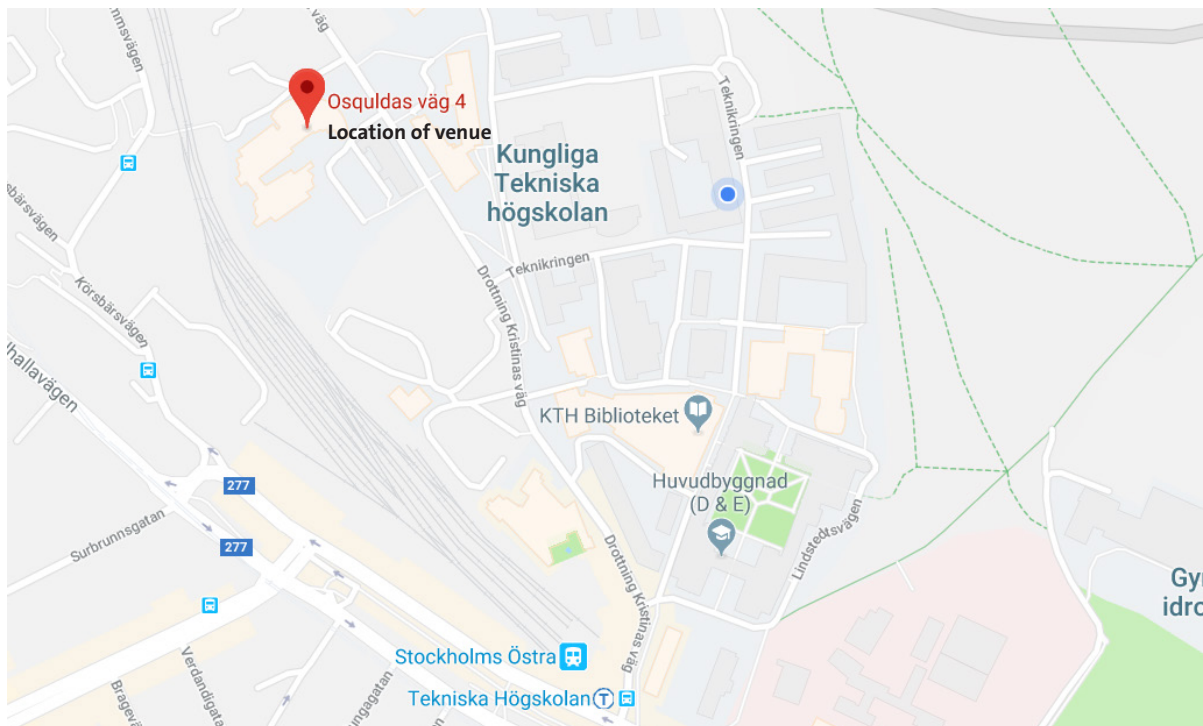 väg
Osquldas väg 4
Location of venue
Kungliga
Tekniska
högskolan
Teknikringen
Teknikringen
Körsbärsvägen
Drottning Kristinas väg
KTH Biblioteket
Huvudbyggnad
(D & E)
277
277
Surbrunnsgatan
Lindstedtsvägen
Drottning Kristinas väg
Stockholms Östra
Tekniska Högskolan T
Verdandigatan